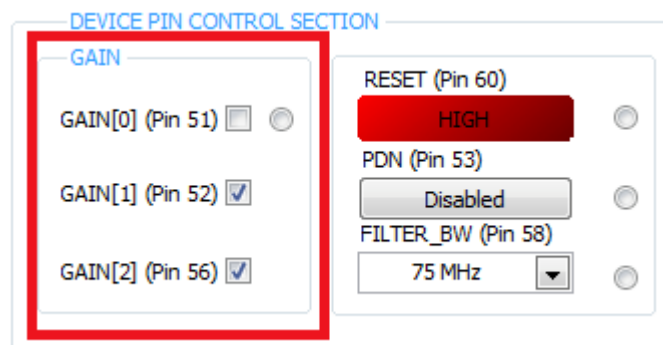 DEVICE PIN CONTROL SECTION
GAIN
GAIN[0] (Pin 51)
GAIN[1] (Pin 52)
GAIN[2] (Pin 56)
RESET (Pin 60)
HIGH
PDN (Pin 53)
Disabled
FILTER_BW (Pin 58)
75 MHz